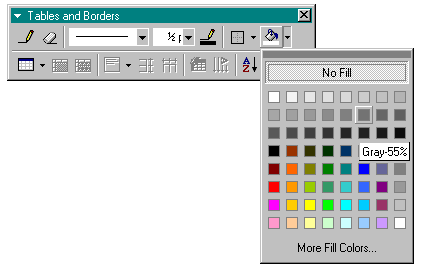 Tables and Borders
½
No Fill
Gray-55%
More Fill Colors...